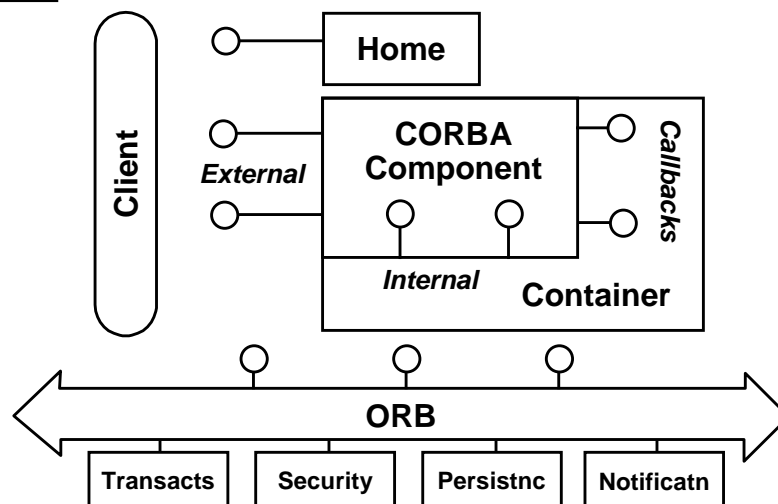 Home
Client
CORBA
Component
External
Callbacks
Internal
Container
ORB
Transacts
Security
Persistnc
Notificatn